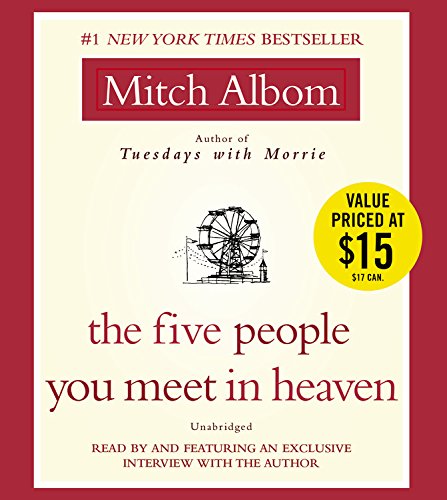 #1 NEW YORK TIMES BESTSELLER
Mitch Albom
Author of
Tuesdays with Morrie
VALUE
PRICED AT
$15
$17 CAN.
the five people
you meet in heaven
Unabridged
READ BY AND FEATURING AN EXCLUSIVE
INTERVIEW WITH THE AUTHOR